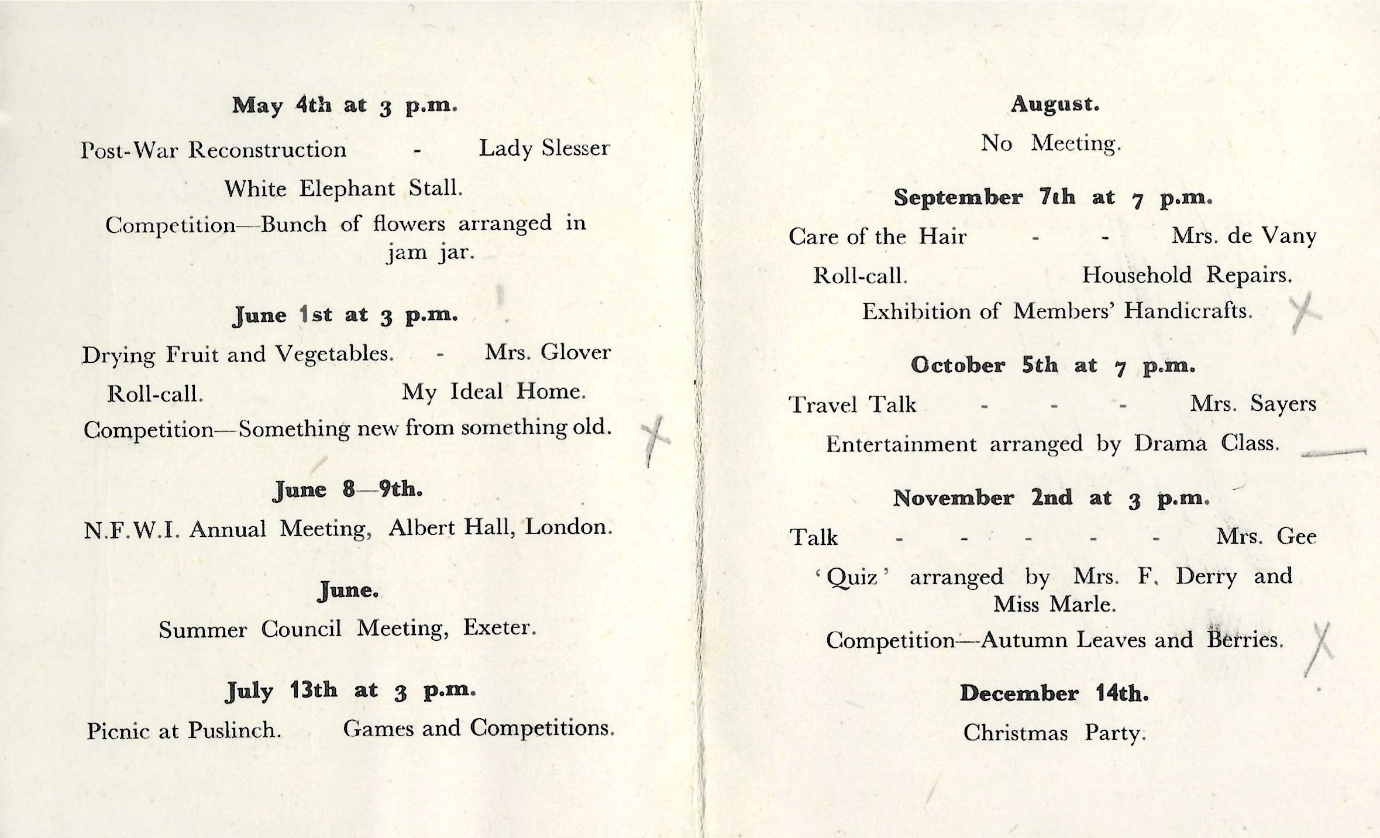 May 4th at 3 p.m.
Post-War Reconstruction - Lady Slesser
White Elephant Stall.
Competition—Bunch of flowers arranged in
jam jar.
June 1st at 3 p.m.
Drying Fruit and Vegetables. - Mrs. Glover
Roll-call. My Ideal Home.
Competition—Something new from something old.
June 8—9th.
N.F.W.I. Annual Meeting, Albert Hall, London.
June.
Summer Council Meeting, Exeter.
July 13th at 3 p.m.
Picnic at Puslinch. Games and Competitions.
August.
No Meeting.
September 7th at 7 p.m.
Care of the Hair - - Mrs. de Vany
Roll-call. Household Repairs.
Exhibition of Members' Handicrafts.
October 5th at 7 p.m.
Travel Talk - - - Mrs. Sayers
Entertainment arranged by Drama Class.
November 2nd at 3 p.m.
Talk - - - - - Mrs. Gee
‘Quiz’ arranged by Mrs. F. Derry and
Miss Marle.
Competition—Autumn Leaves and Berries.
December 14th.
Christmas Party.